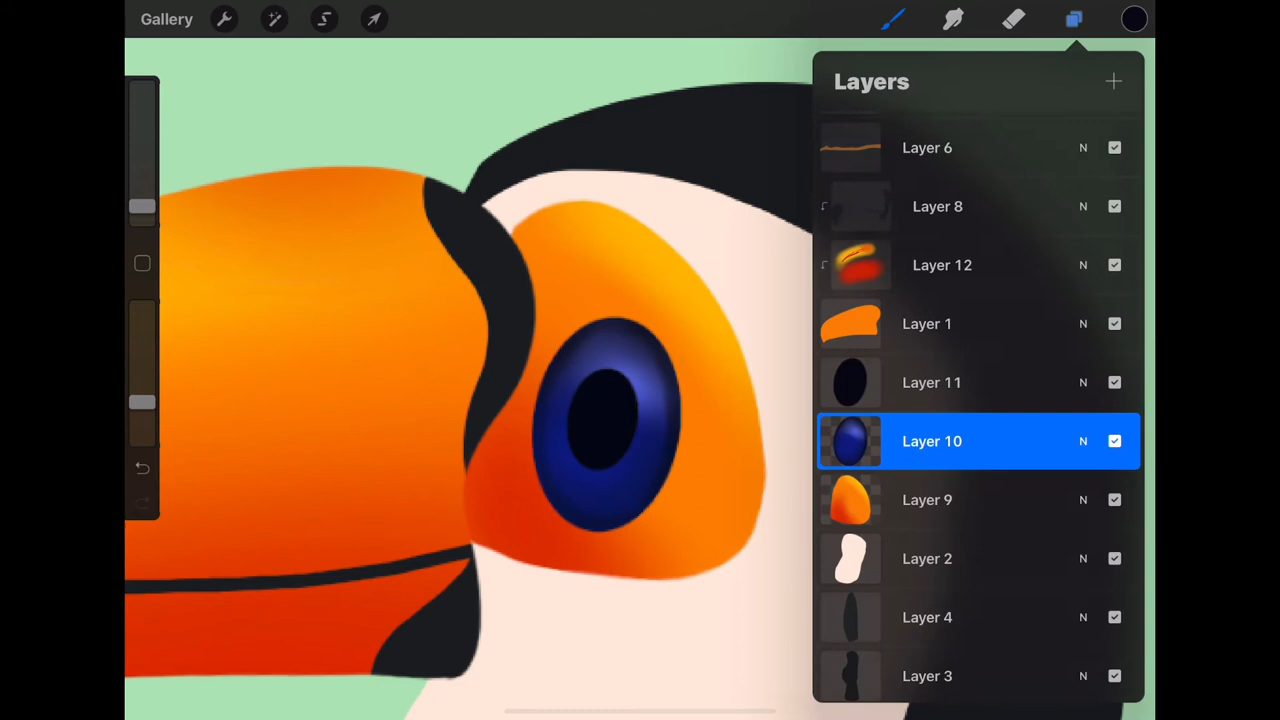 Gallery
Layers
Layer 6 N
Layer 8 N
Layer 12 N
Layer 1 N
Layer 11 N
Layer 10 N
Layer 9 N
Layer 2 N
Layer 4 N
Layer 3 N